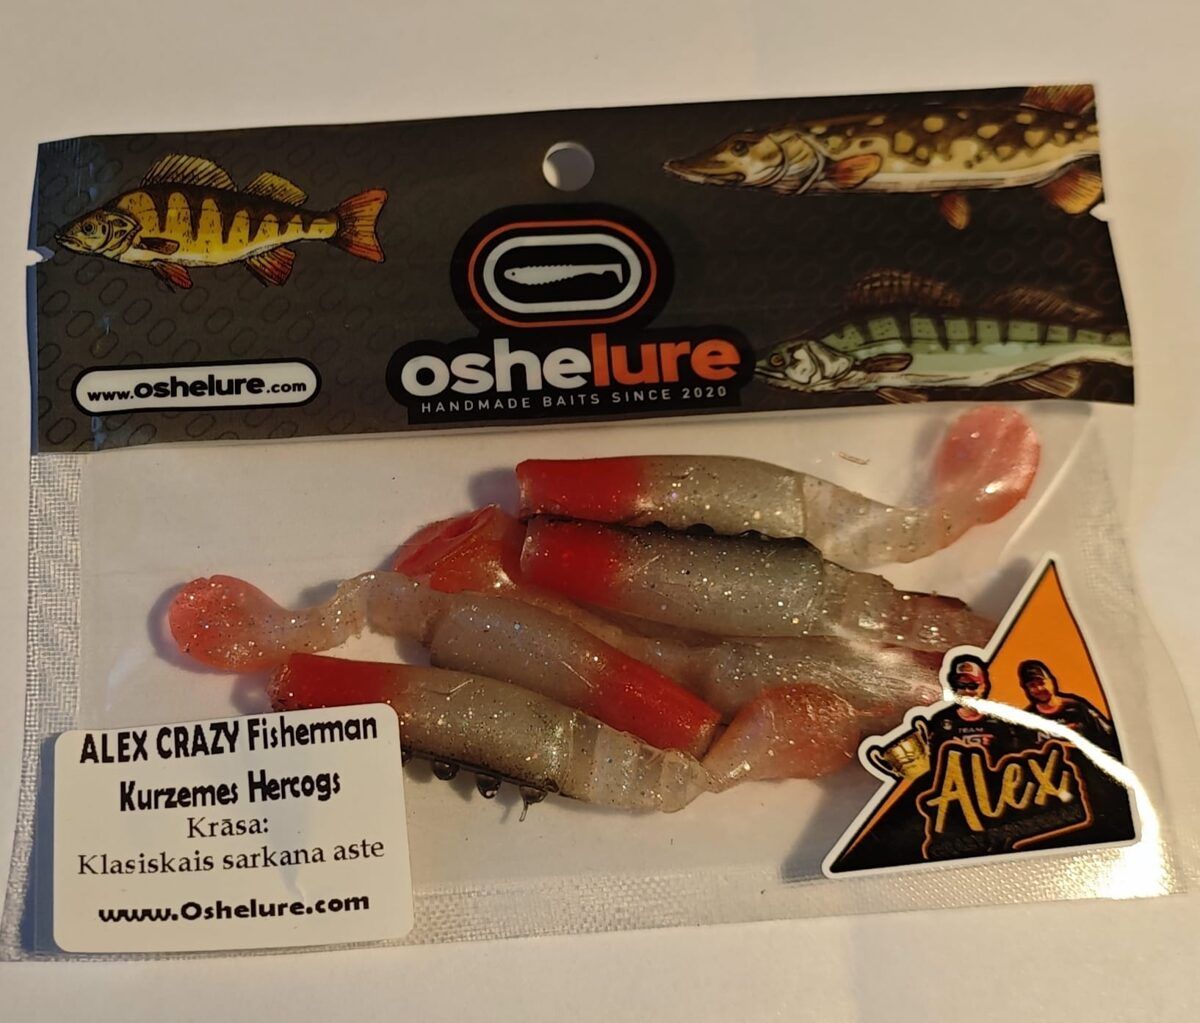 www.oshelure.com
oshelure
HANDMADE BAITS SINCE 2020
ALEX CRAZY Fisherman
Kurzemes Hercogs
Krāsa:
Klasiskais sarkana aste
www.Oshelure.com
TEAM
Alex